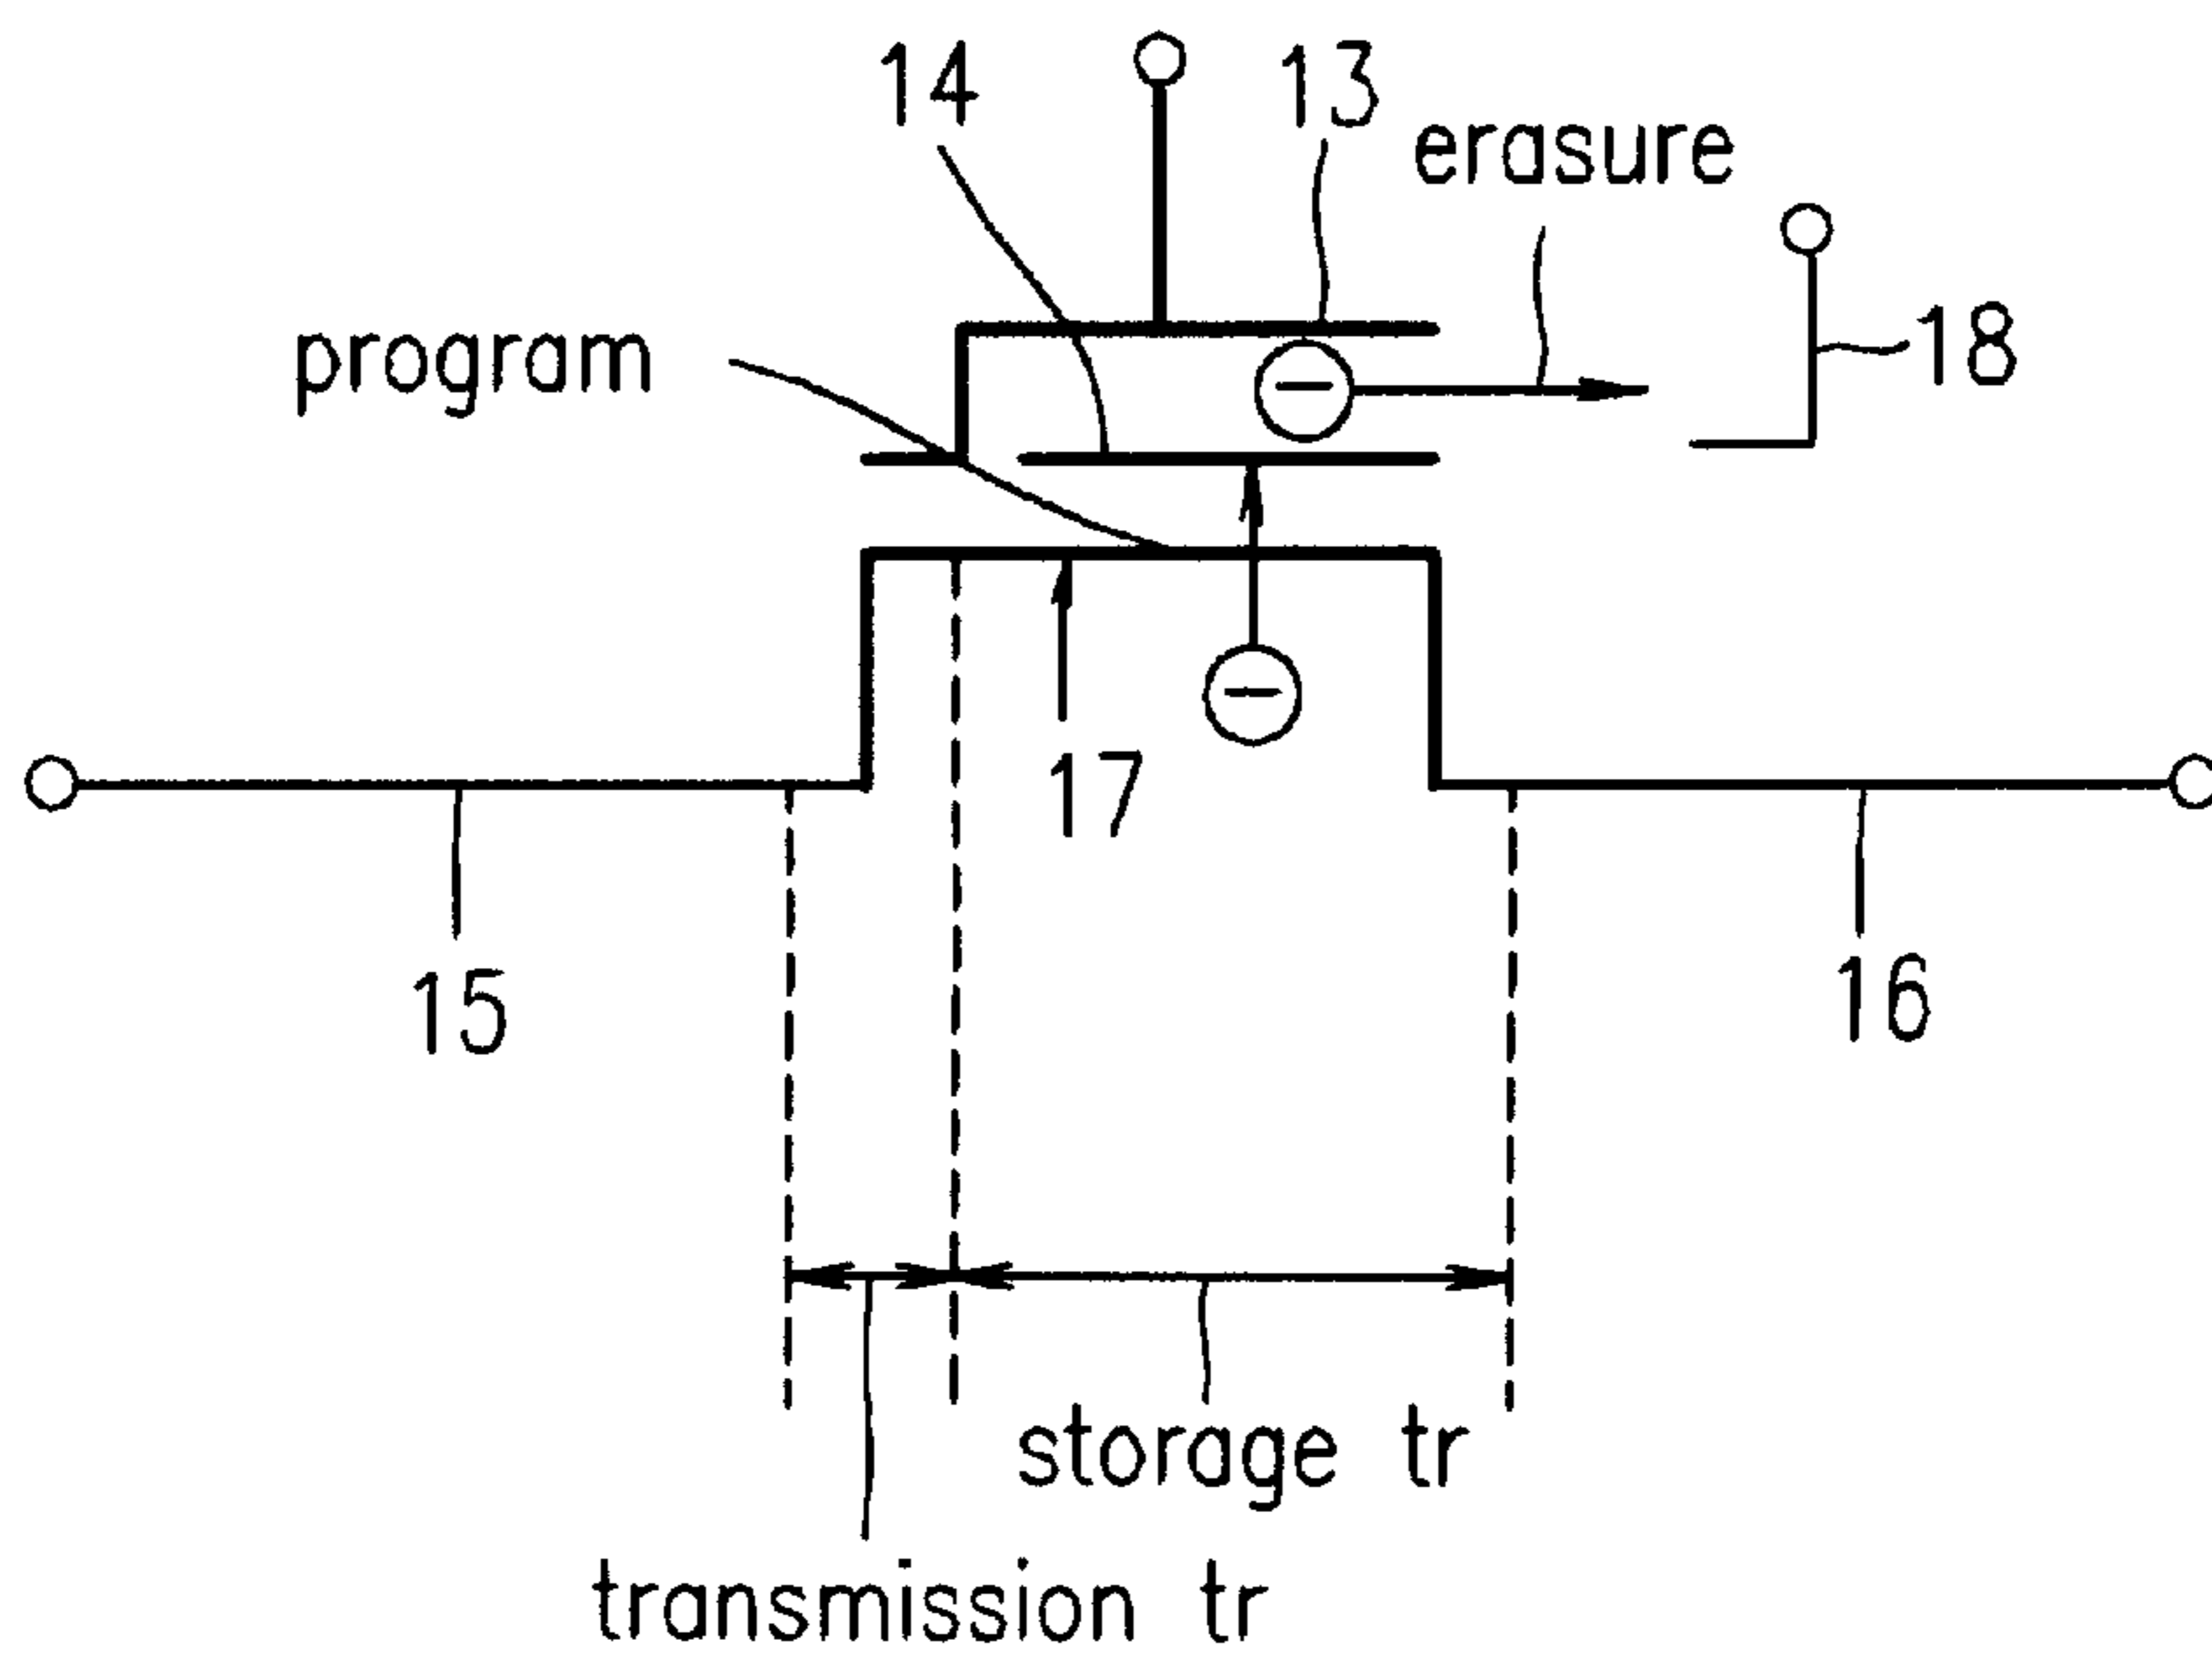 14
13
erasure
program
18
17
15
16
storage tr
transmission tr